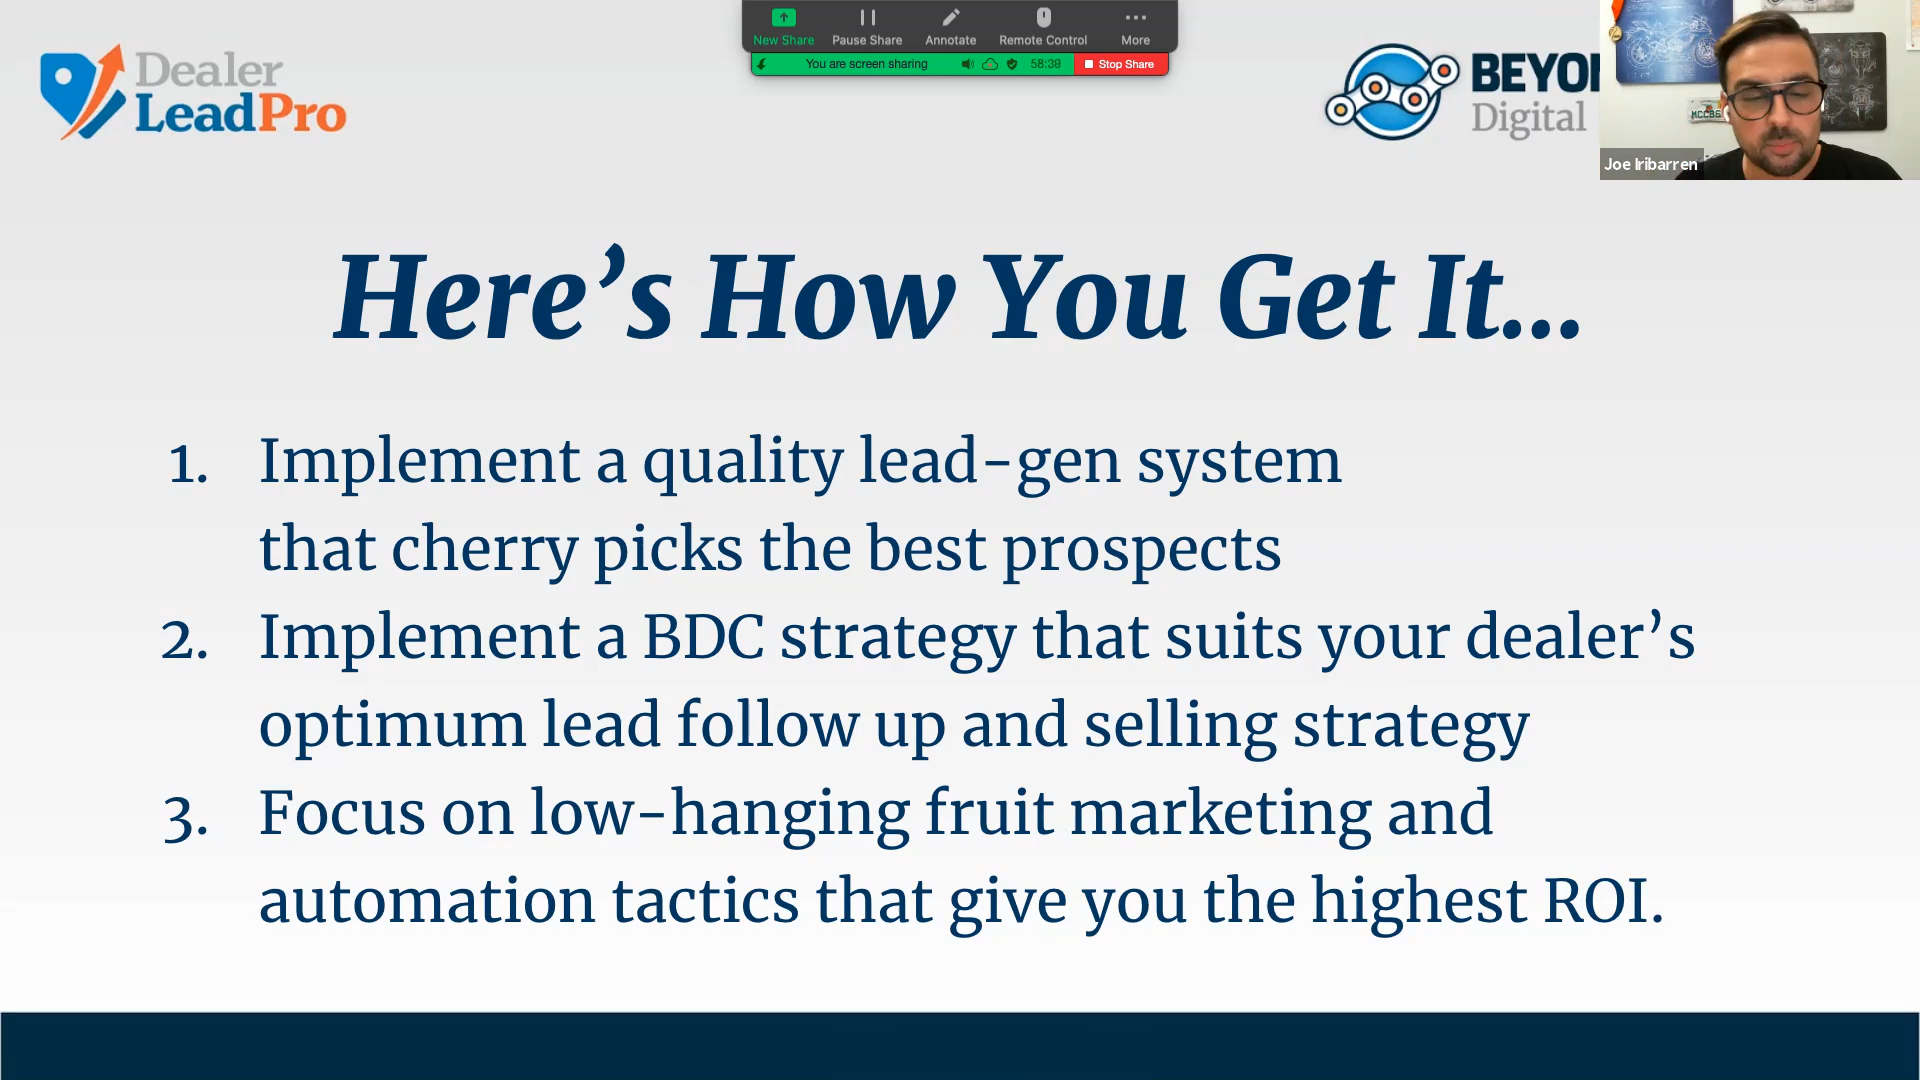 New Share
Pause Share
Annotate
Remote Control
More
You are screen sharing
58:39
Stop Share
Dealer
LeadPro
BEYO
Digital
MCCB6
Joe Iribarren
Here’s How You Get It...
1. Implement a quality lead-gen system
that cherry picks the best prospects
2. Implement a BDC strategy that suits your dealer’s
optimum lead follow up and selling strategy
3. Focus on low-hanging fruit marketing and
automation tactics that give you the highest ROI.